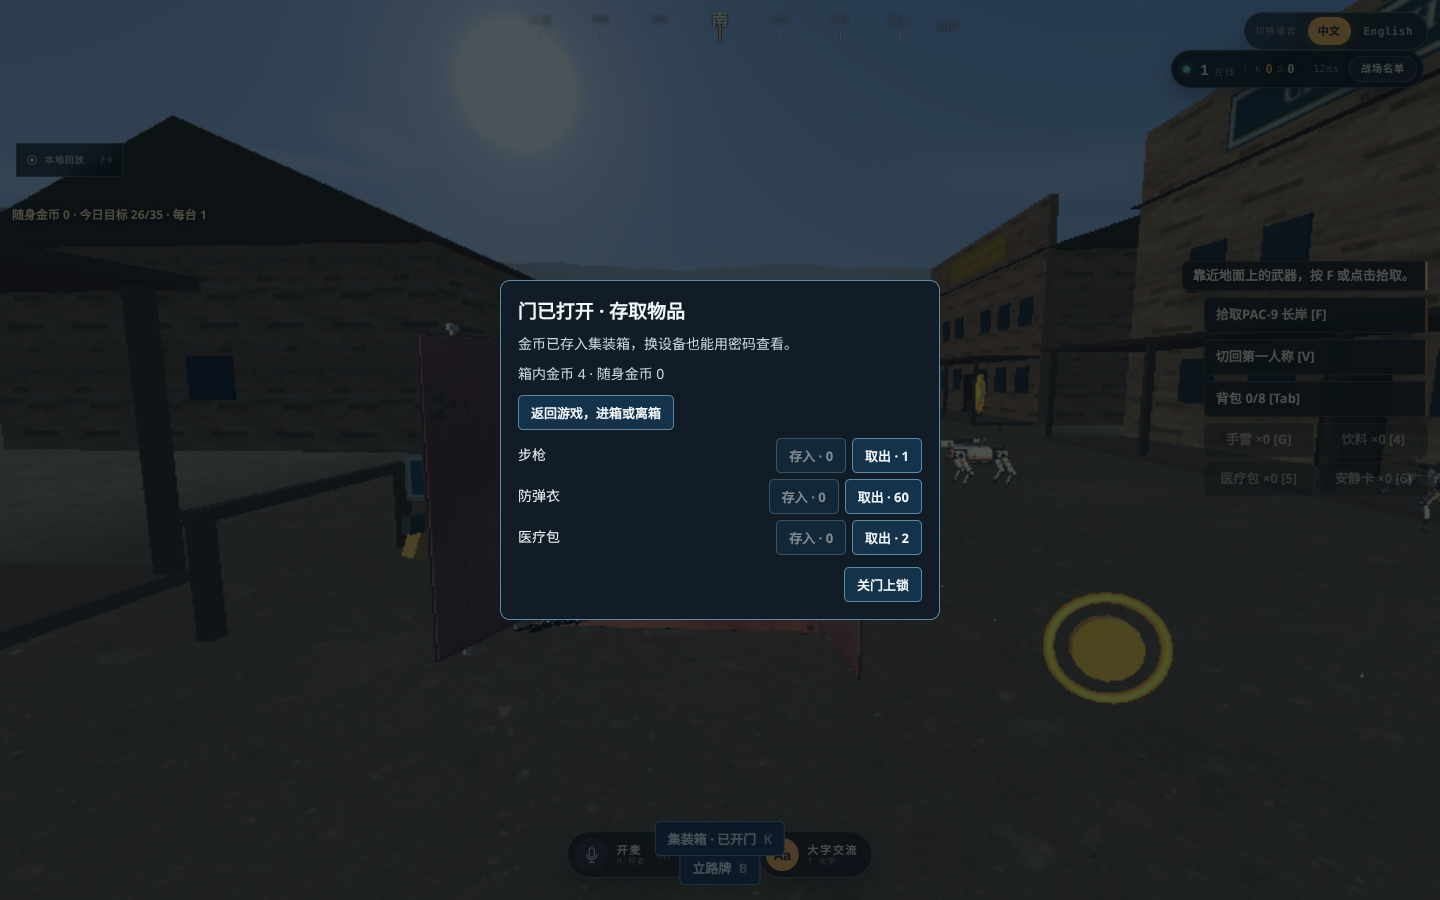 南
切换语言 中文 English
1 在线 K 0 D 0 12ms 战场名单
本地回放 F9
随身金币 0 · 今日目标 26/35 · 每台 1
靠近地面上的武器，按 F 或点击拾取。
拾取PAC-9 长岸 [F]
切回第一人称 [V]
背包 0/8 [Tab]
手雷 ×0 [G] 饮料 ×0 [4]
医疗包 ×0 [5] 安静卡 ×0 [6]
门已打开 · 存取物品
金币已存入集装箱，换设备也能用密码查看。
箱内金币 4 · 随身金币 0
返回游戏，进箱或离箱
步枪 存入 · 0 取出 · 1
防弹衣 存入 · 0 取出 · 60
医疗包 存入 · 0 取出 · 2
关门上锁
集装箱 · 已开门 K
开麦
Aa 大字交流
立路牌 B